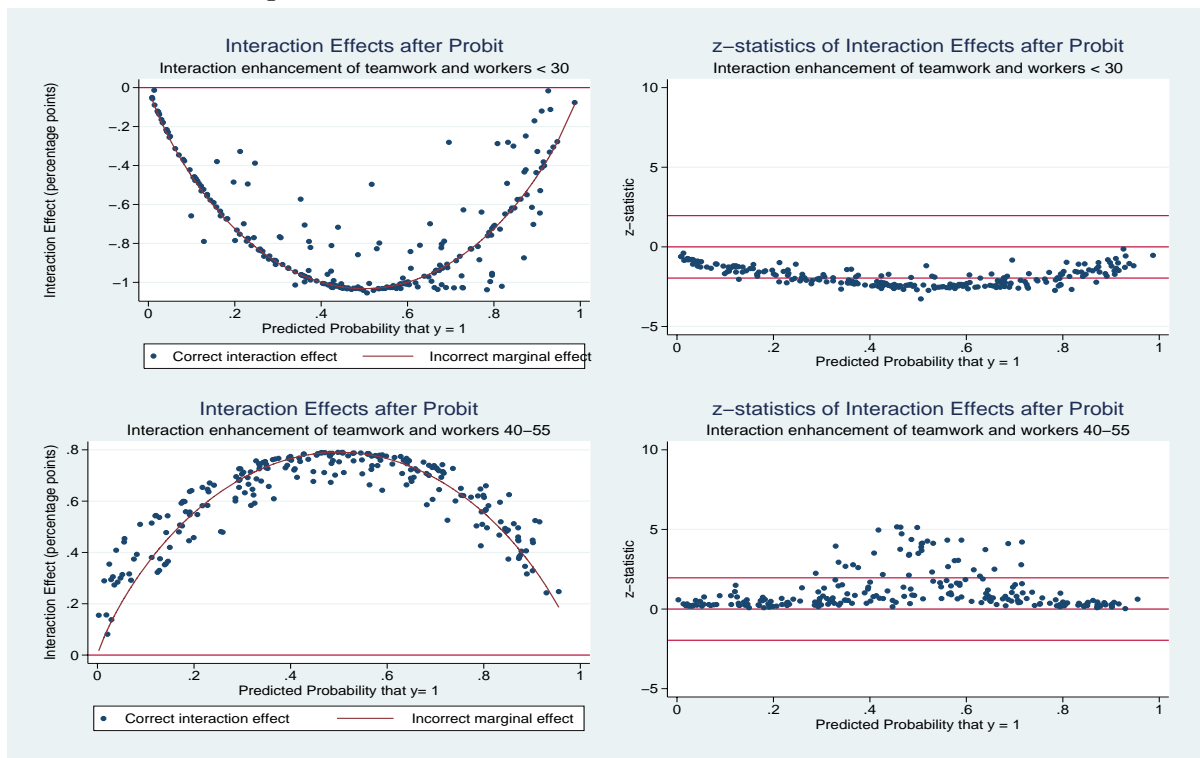 Interaction Effects after Probit
Interaction enhancement of teamwork and workers < 30
Interaction Effect (percentage points)
0
−.2
−.4
−.6
−.8
−1
0 .2 .4 .6 .8 1
Predicted Probability that y = 1
Correct interaction effect Incorrect marginal effect
z−statistics of Interaction Effects after Probit
Interaction enhancement of teamwork and workers < 30
z−statistic
10
5
0
−5
0 .2 .4 .6 .8 1
Predicted Probability that y = 1
Interaction Effects after Probit
Interaction enhancement of teamwork and workers 40−55
Interaction Effect (percentage points)
.8
.6
.4
.2
0
0 .2 .4 .6 .8 1
Predicted Probability that y= 1
Correct interaction effect Incorrect marginal effect
z−statistics of Interaction Effects after Probit
Interaction enhancement of teamwork and workers 40−55
z−statistic
10
5
0
−5
0 .2 .4 .6 .8 1
Predicted Probability that y = 1